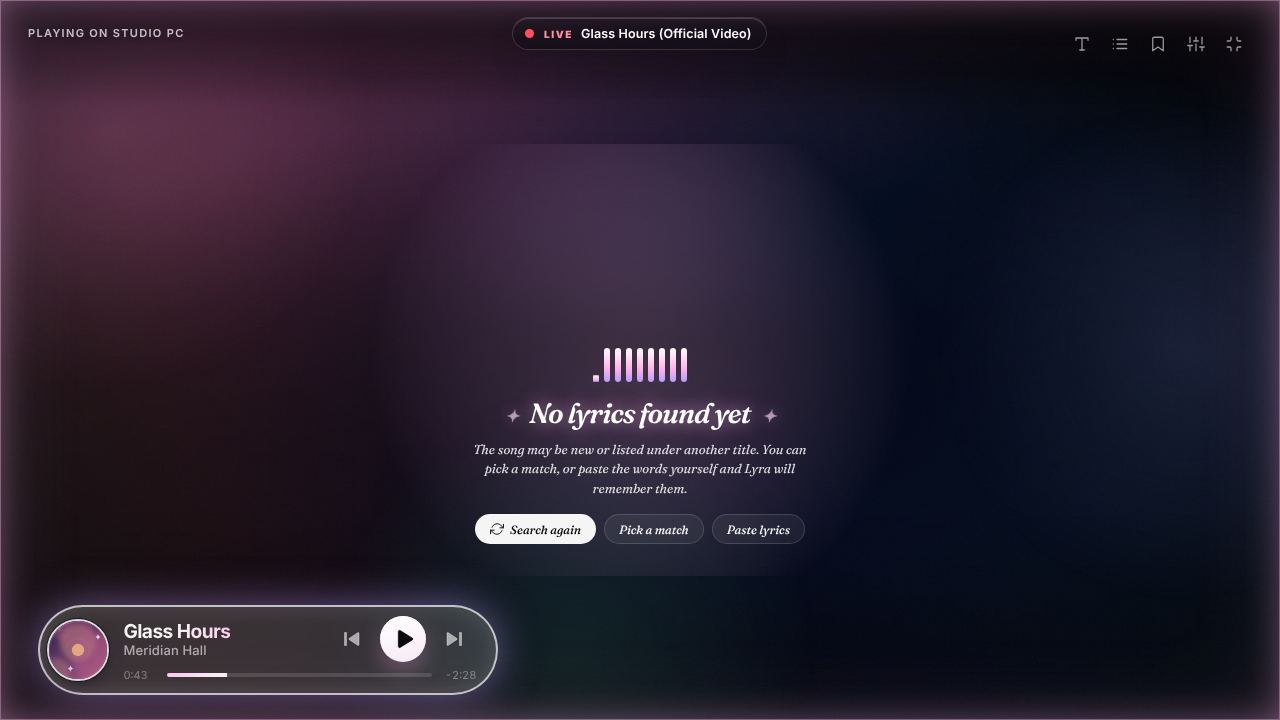 PLAYING ON STUDIO PC
LIVE Glass Hours (Official Video)
No lyrics found yet
The song may be new or listed under another title. You can
pick a match, or paste the words yourself and Lyra will
remember them.
Search again
Pick a match
Paste lyrics
Glass Hours
Meridian Hall
0:43
-2:28